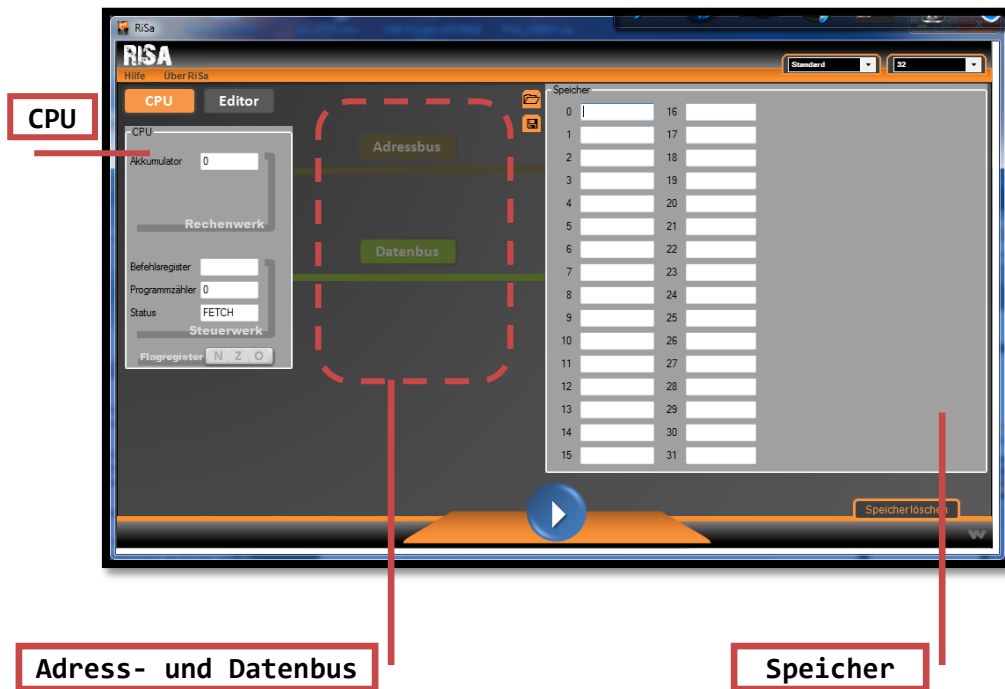 RiSa
RiSA
Hilfe Über RiSa
Standard 32
CPU Editor
CPU
CPU
Akkumulator 0
Rechenwerk
Befehlsregister
Programmzähler 0
Status FETCH
Steuerwerk
Flagregister N Z O
Adressbus
Datenbus
Speicher
0 16
1 17
2 18
3 19
4 20
5 21
6 22
7 23
8 24
9 25
10 26
11 27
12 28
13 29
14 30
15 31
Speicher löschen
Adress- und Datenbus
Speicher